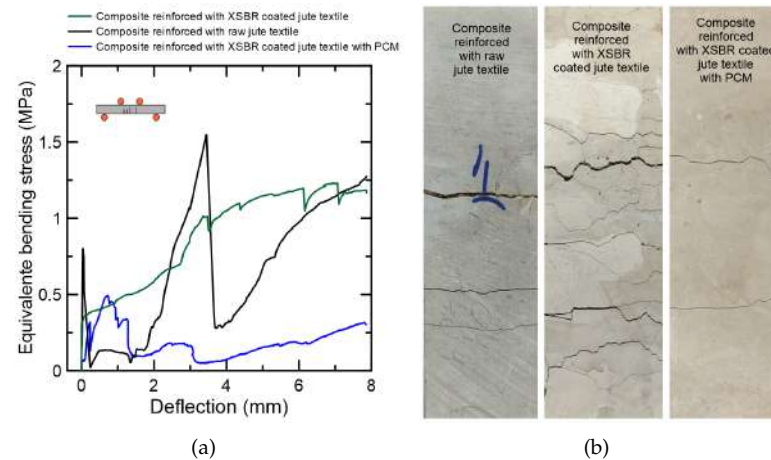 (a)
Composite reinforced with XSBR coated jute textile
Composite reinforced with raw jute textile
Composite reinforced with XSBR coated jute textile with PCM
Equivalente bending stress (MPa)
2
1.5
1
0.5
0
0
2
4
6
8
Deflection (mm)
(a)
(b)
Composite
reinforced
with raw
jute textile
Composite
reinforced
with XSBR
coated jute textile
Composite
reinforced
with XSBR coated
jute textile
with PCM
(b)